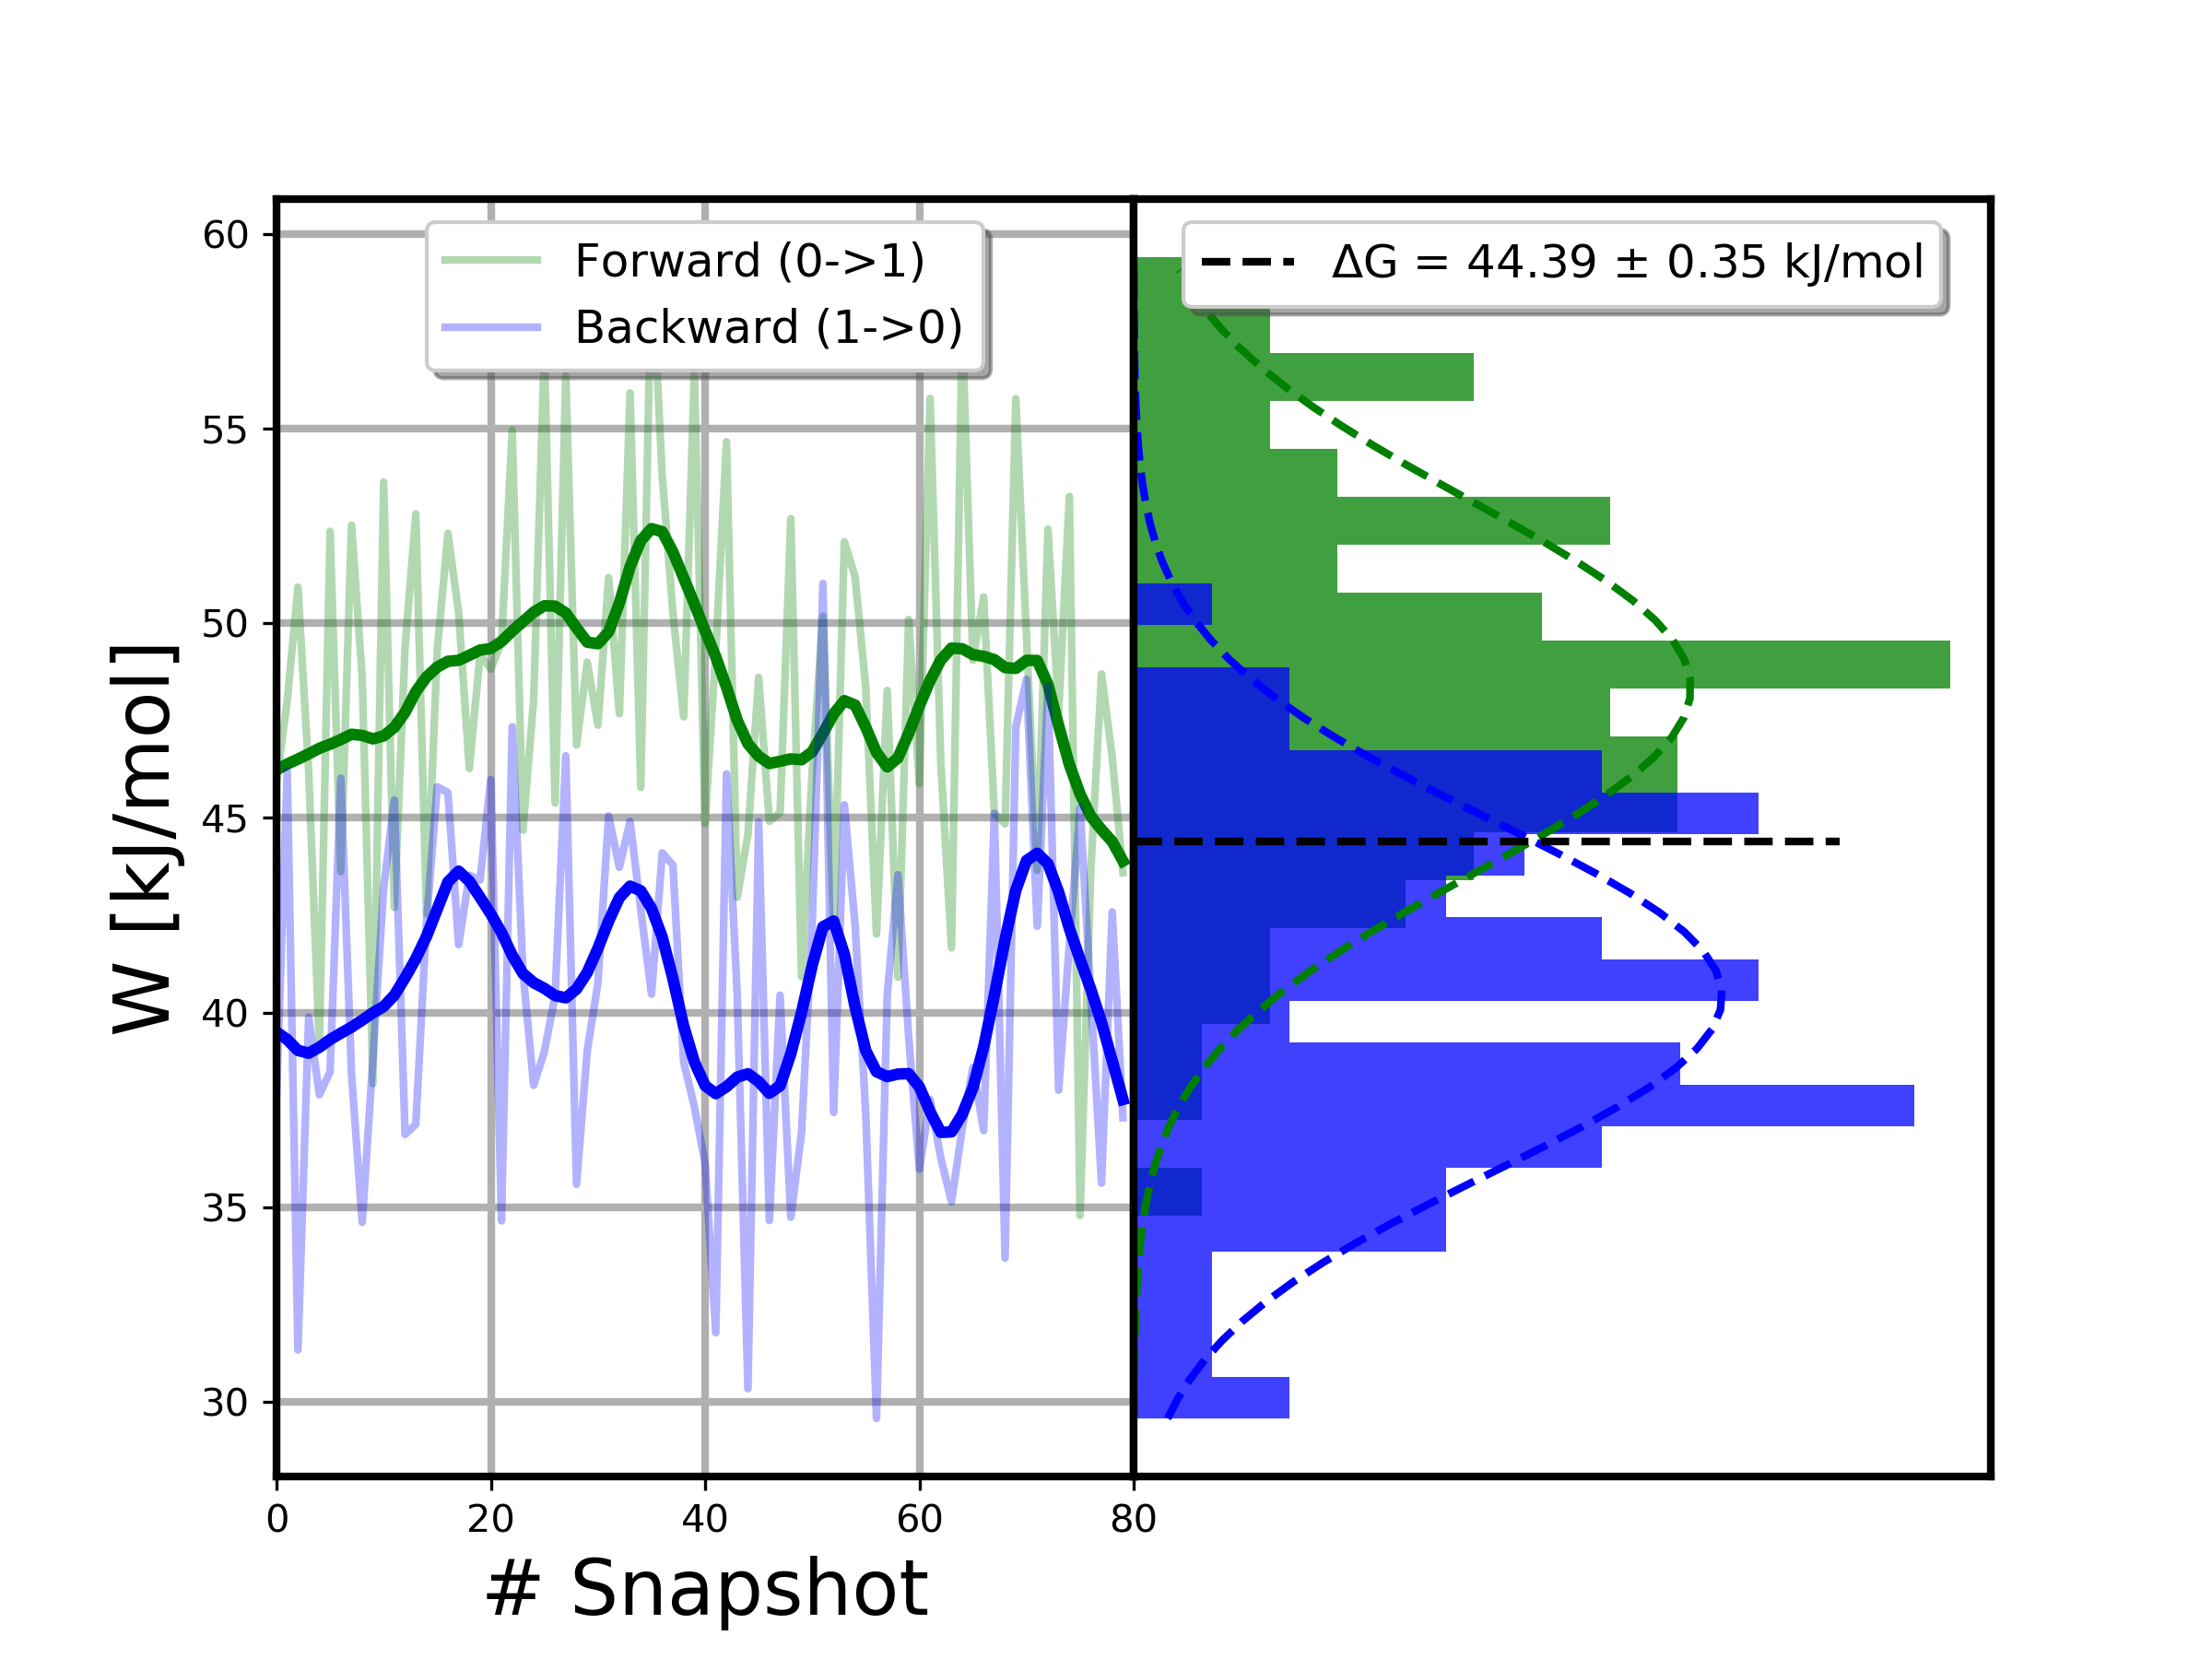 Forward (0->1)
Backward (1->0)
ΔG = 44.39 ± 0.35 kJ/mol
W [kJ/mol]
60
55
50
45
40
35
30
0 20 40 60 80
# Snapshot